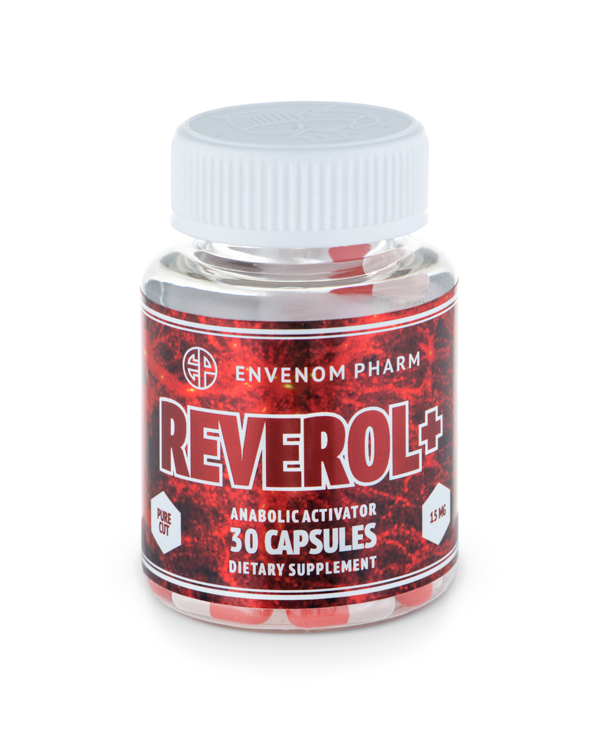 EP ENVENOM PHARM
REVEROL+
ANABOLIC ACTIVATOR
30 CAPSULES
DIETARY SUPPLEMENT
PURE
CUT
15 MG